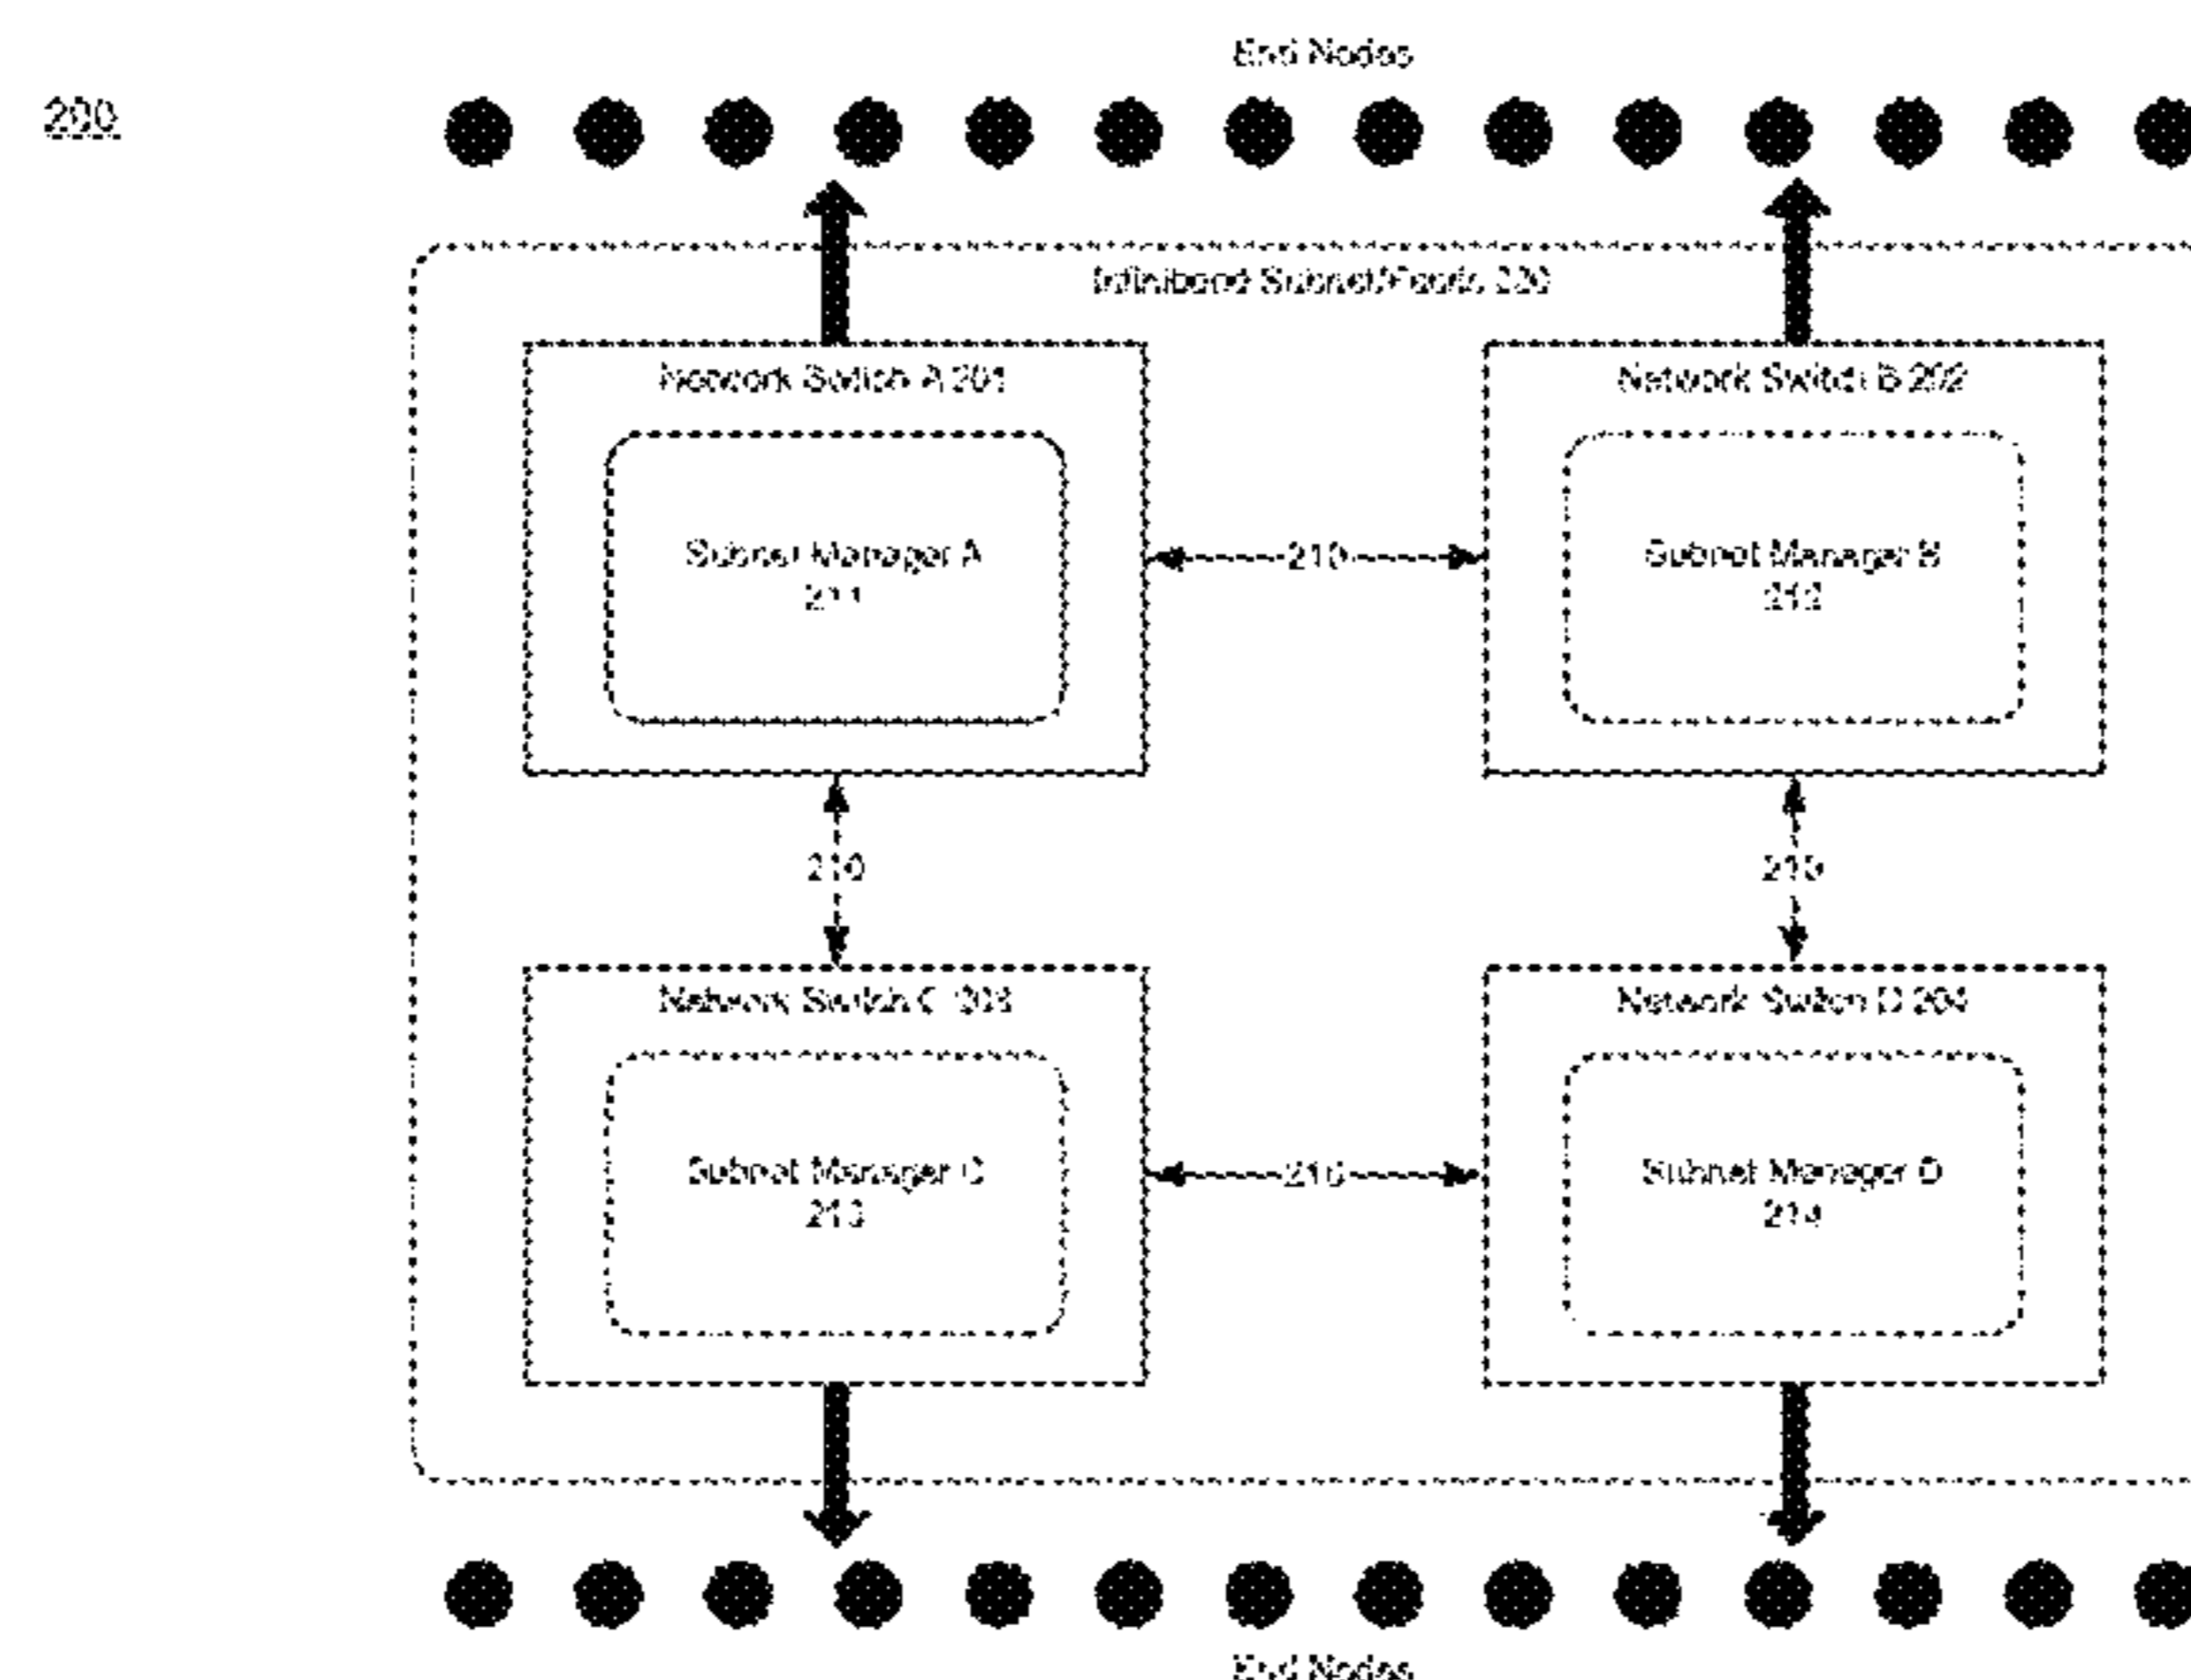 End Nodes
200
Infiniband Subnet/Fabric 220
Network Switch A 201
Network Switch B 202
Subnet Manager A
211
210
Subnet Manager B
212
210
210
Network Switch C 203
Network Switch D 204
Subnet Manager C
213
210
Subnet Manager D
214
End Nodes